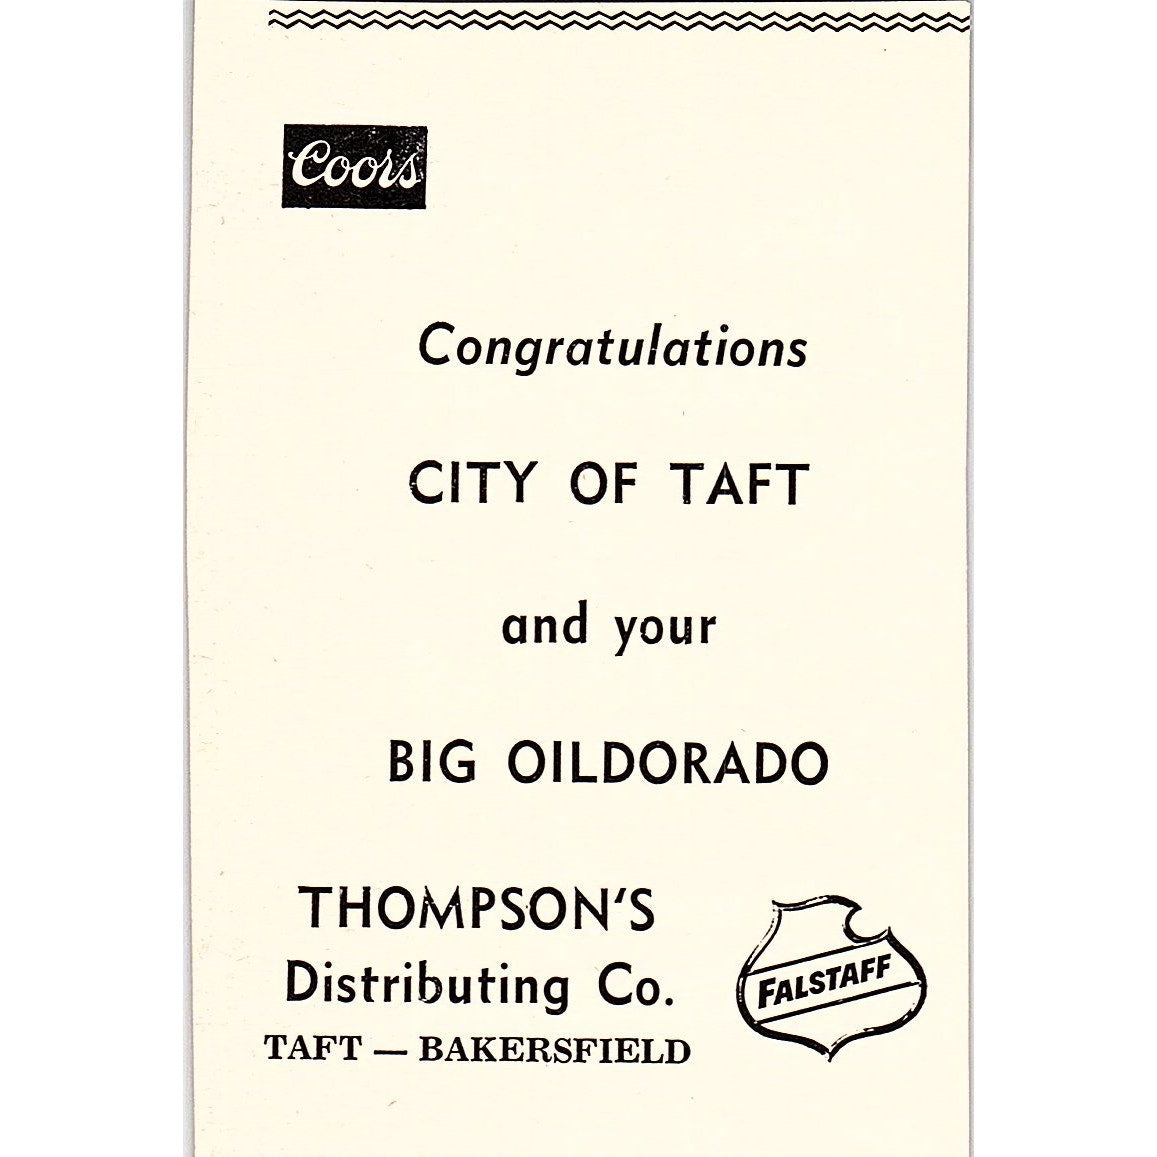 Coors
Congratulations
CITY OF TAFT
and your
BIG OILDORADO
THOMPSON'S
Distributing Co.
TAFT — BAKERSFIELD
FALSTAFF